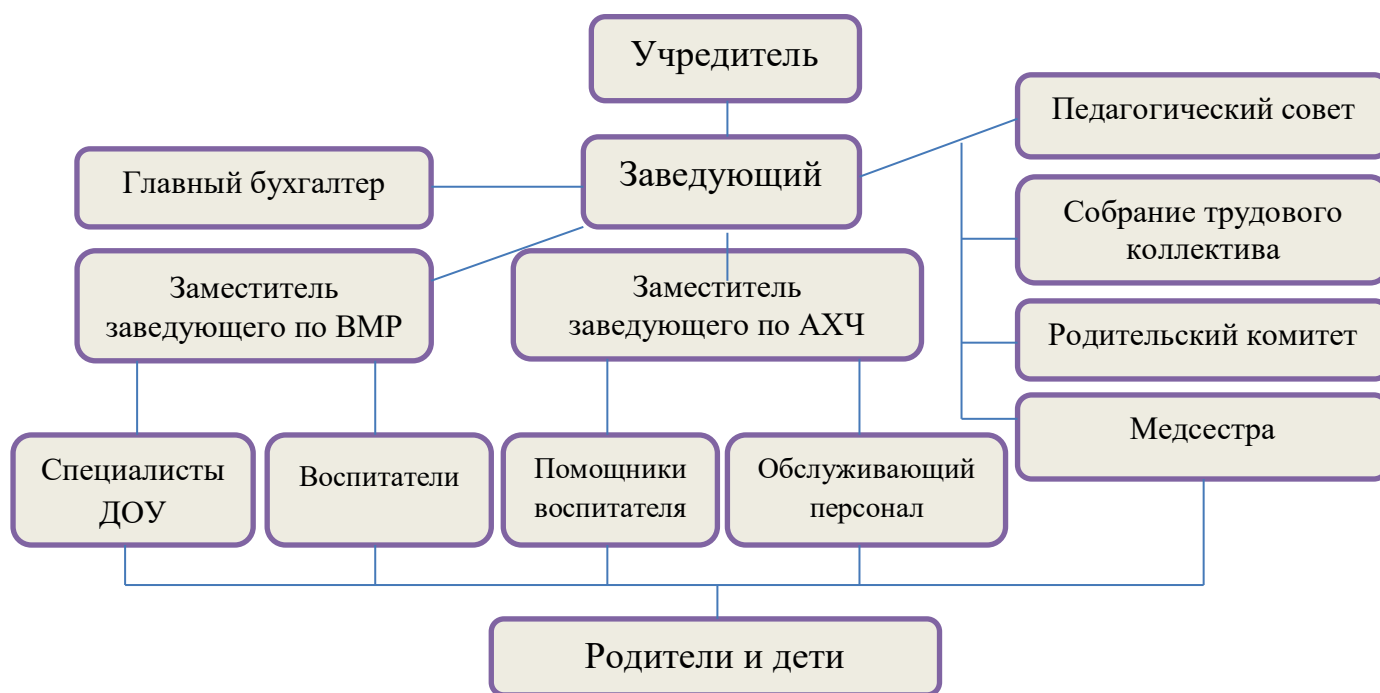 Учредитель
Педагогический совет
Главный бухгалтер
Заведующий
Собрание трудового
коллектива
Заместитель
заведующего по ВМР
Заместитель
заведующего по АХЧ
Родительский комитет
Медсестра
Специалисты
ДОУ
Воспитатели
Помощники
воспитателя
Обслуживающий
персонал
Родители и дети